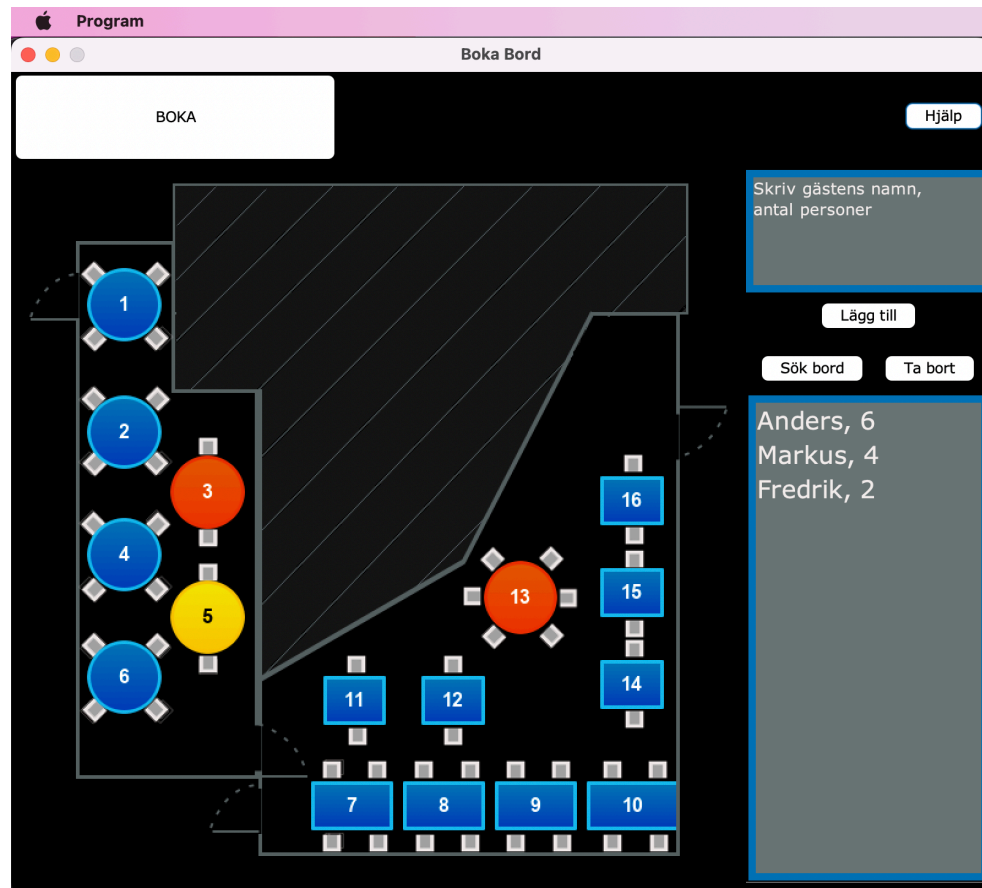 Program
Boka Bord
BOKA
Hjälp
Skriv gästens namn,
antal personer
Lägg till
Sök bord
Ta bort
Anders, 6
Markus, 4
Fredrik, 2
1
2
3
4
5
6
16
15
13
14
11
12
7
8
9
10